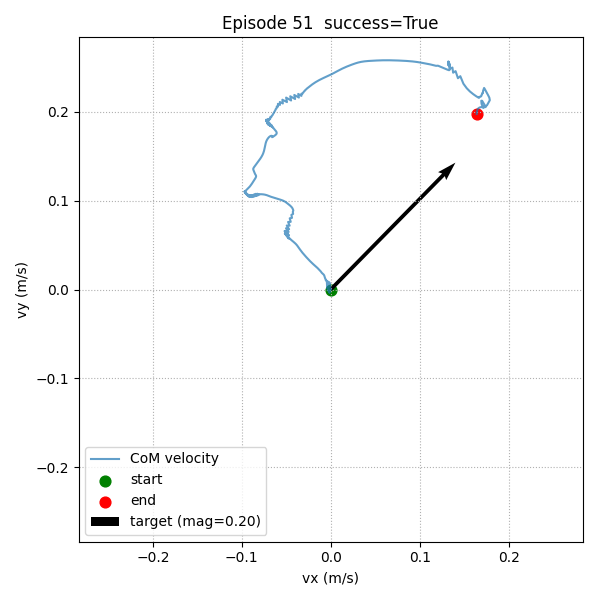 Episode 51  success=True
vy (m/s)
0.2
0.1
0.0
−0.1
−0.2
CoM velocity
start
end
target (mag=0.20)
−0.2
−0.1
0.0
0.1
0.2
vx (m/s)